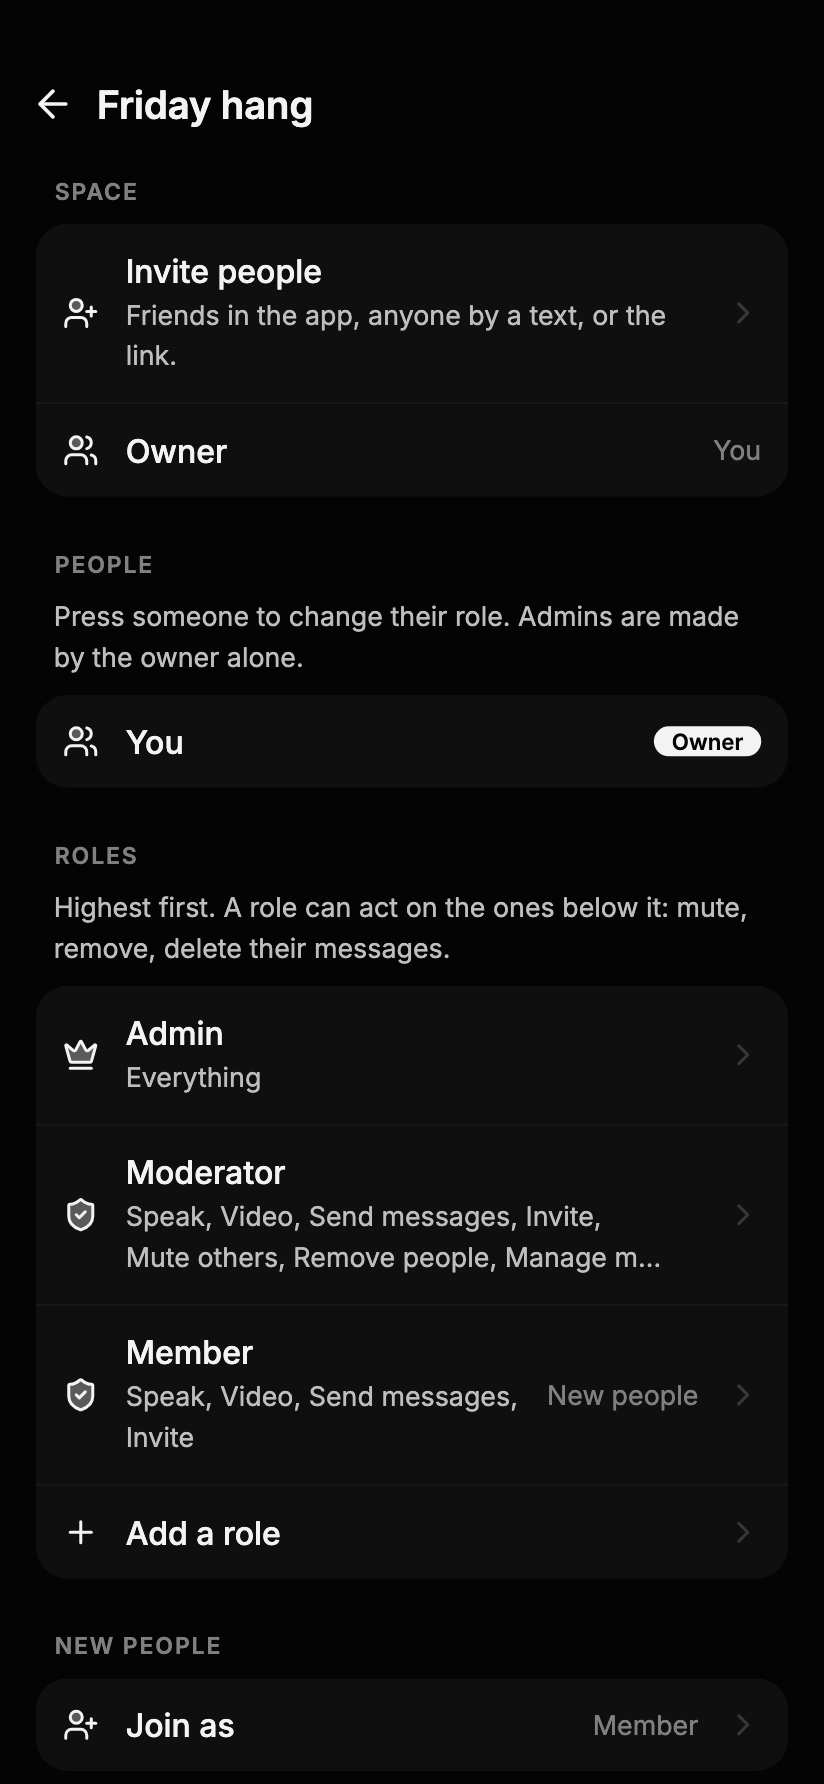 Friday hang
SPACE
Invite people
Friends in the app, anyone by a text, or the
link.
Owner
You
PEOPLE
Press someone to change their role. Admins are made
by the owner alone.
You
Owner
ROLES
Highest first. A role can act on the ones below it: mute,
remove, delete their messages.
Admin
Everything
Moderator
Speak, Video, Send messages, Invite,
Mute others, Remove people, Manage m...
Member
Speak, Video, Send messages,
Invite
New people
Add a role
NEW PEOPLE
Join as
Member